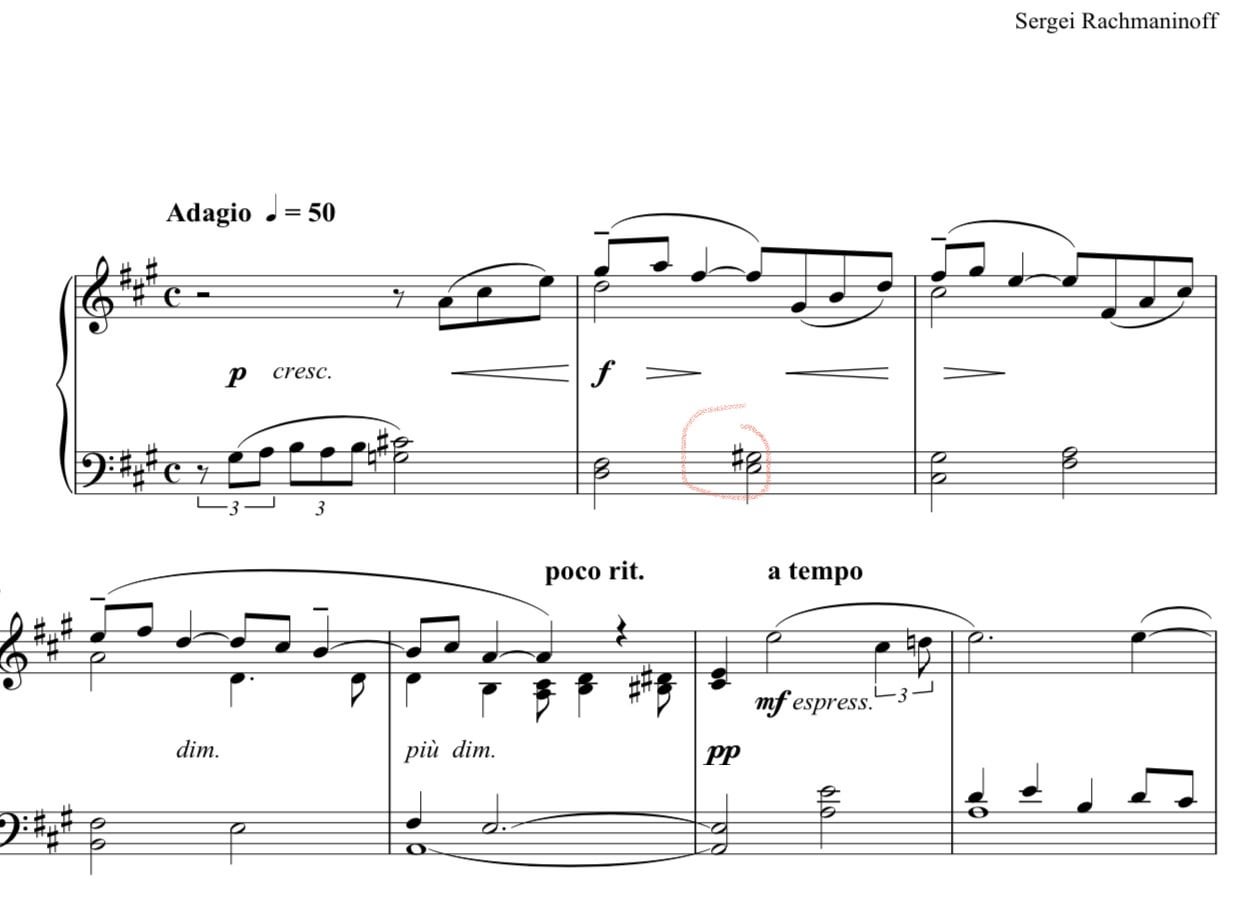 Sergei Rachmaninoff
Adagio ♩ = 50
p cresc.
f
3 3
poco rit. a tempo
mf espress. 3
dim. più dim. pp